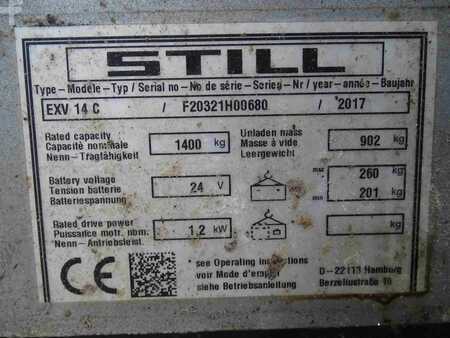 STILL
Type-Modèle-Typ / Serial no-No de série-Serien-Nr / year-année-Baujahr
EXV 14 C / F20321H00680 / 2017
Rated capacity
Capacité nominale
Nenn-Tragfähigkeit
1400 kg
Unladen mass
Masse à vide
Leergewicht
902 kg
Battery voltage
Tension batterie
Batteriespannung
24 V
max 260 kg
min 201
Rated drive power
Puissance motr. nom.
Nenn-Antriebsleist.
1,2 kW
kg
CE
* see Operating instructions
voir Mode d'emploi
siehe Betriebsanleitung
D-22113 Hamburg
Berzeliusstraße 10